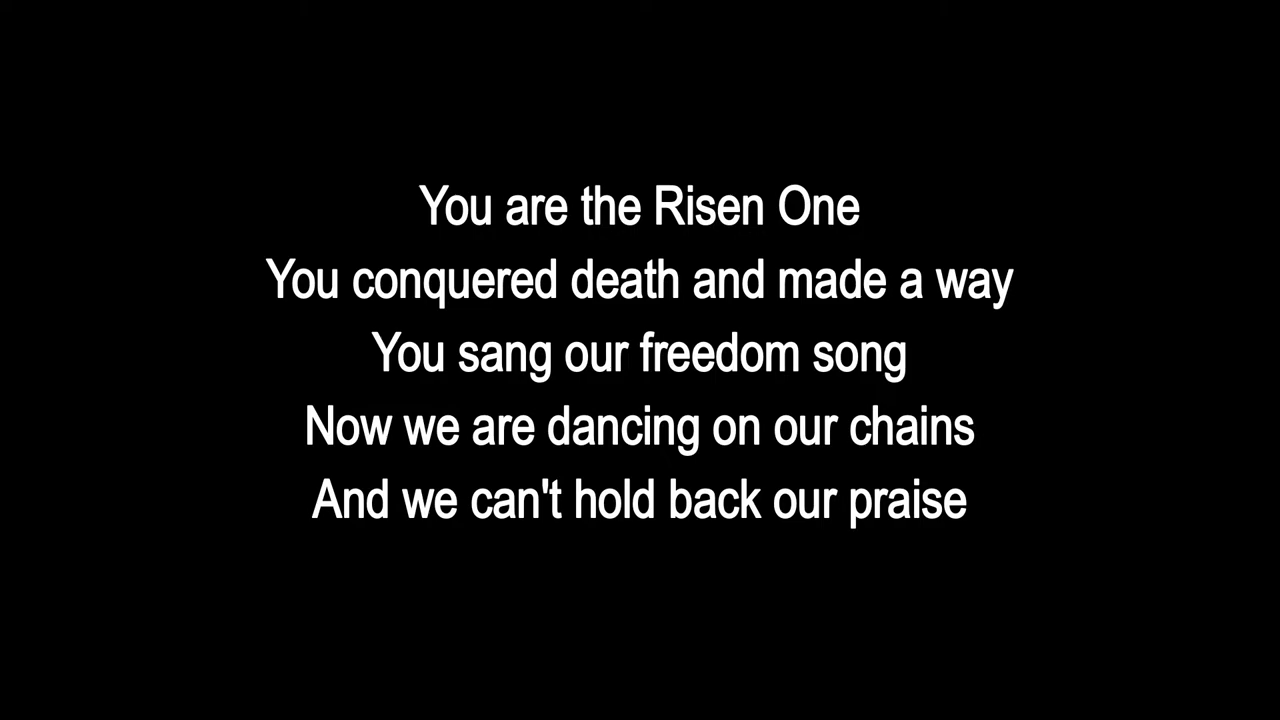 You are the Risen One
You conquered death and made a way
You sang our freedom song
Now we are dancing on our chains
And we can't hold back our praise